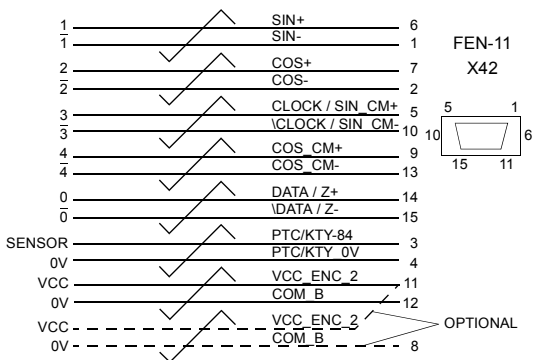 1 SIN+ 6
1 SIN- 1
FEN-11
X42
2 COS+ 7
2 COS- 2
3 CLOCK / SIN_CM+ 5
3 \CLOCK / SIN_CM- 10
4 COS_CM+ 9
4 COS_CM- 13
5 1
10 6
15 11
0 DATA / Z+ 14
0 \DATA / Z- 15
SENSOR PTC/KTY-84 3
0V PTC/KTY_0V 4
VCC VCC_ENC_2 11
0V COM_B 12
VCC VCC_ENC_2
OPTIONAL
0V COM_B 8